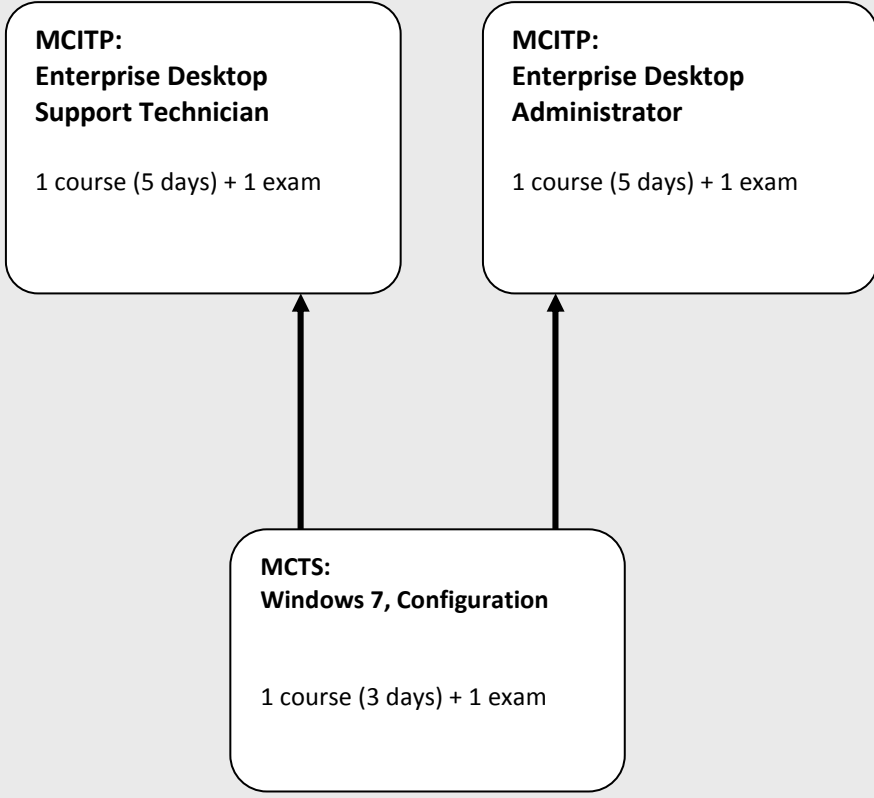 MCITP:
Enterprise Desktop
Support Technician
1 course (5 days) + 1 exam
MCITP:
Enterprise Desktop
Administrator
1 course (5 days) + 1 exam
MCTS:
Windows 7, Configuration
1 course (3 days) + 1 exam